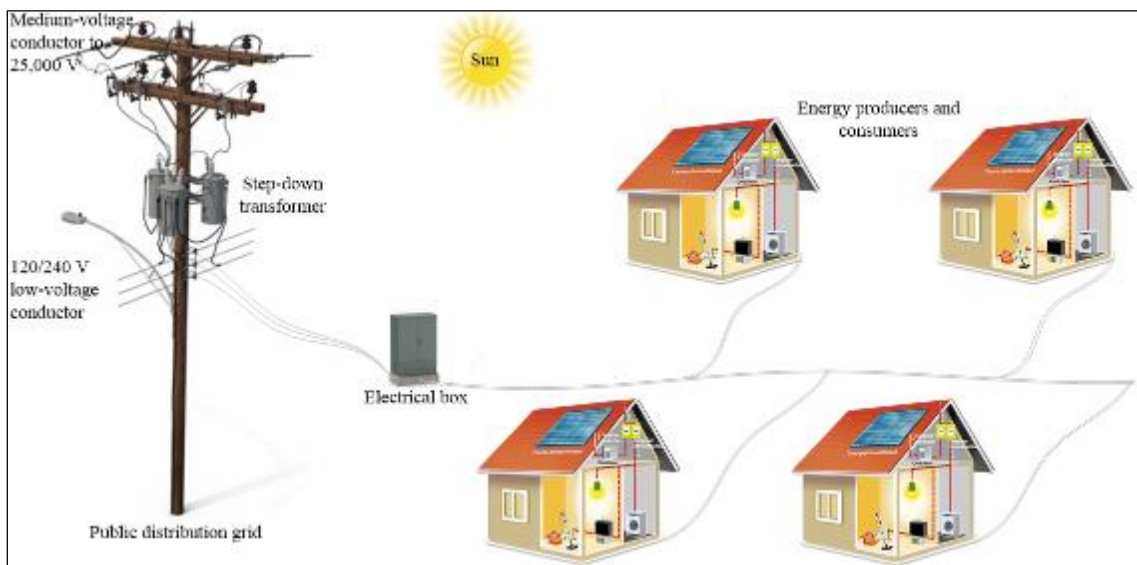 Medium-voltage
conductor to
25,000 V
Sun
Energy producers and
consumers
Step-down
transformer
120/240 V
low-voltage
conductor
Electrical box
Public distribution grid